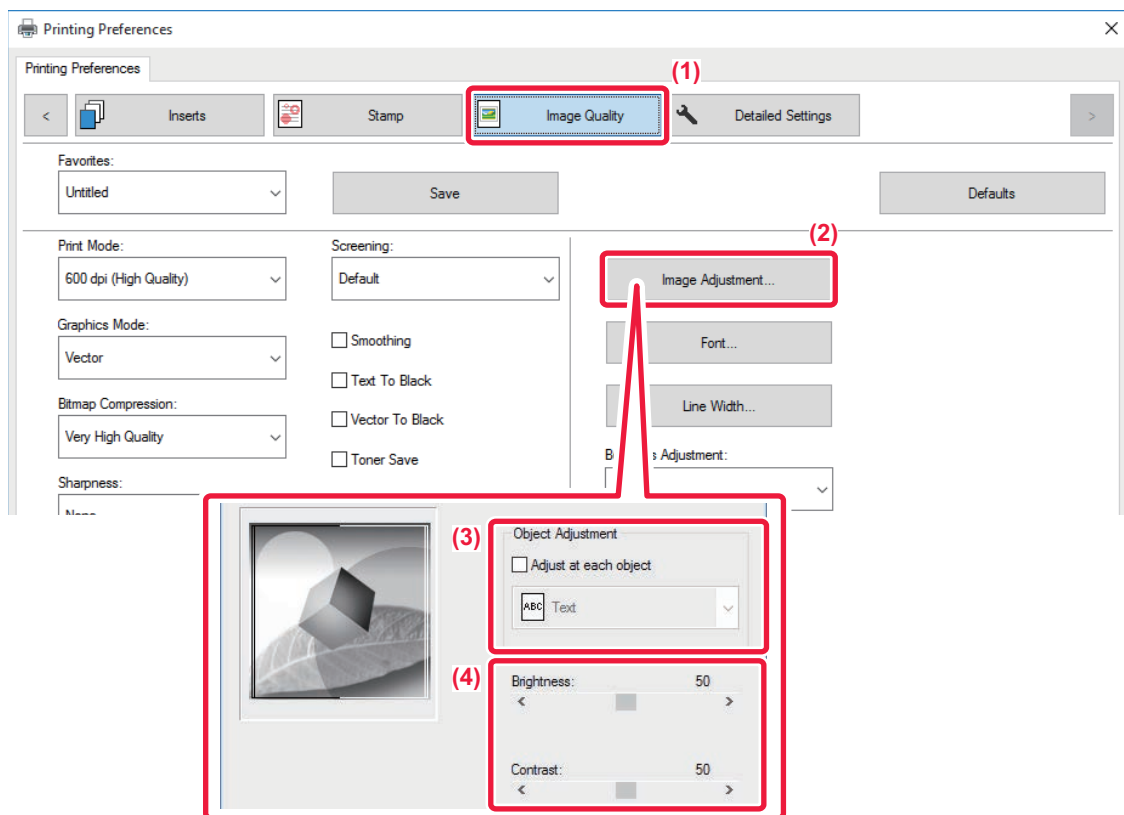 Printing Preferences
Printing Preferences
(1)
< Inserts Stamp Image Quality Detailed Settings >
Favorites:
Untitled Save Defaults
(2)
Print Mode: Screening:
600 dpi (High Quality) Default Image Adjustment...
Graphics Mode:
Vector Smoothing Font...
Text To Black
Bitmap Compression:
Very High Quality Vector To Black Line Width...
Toner Save
Adjustment:
Sharpness:
None
(3) Object Adjustment
Adjust at each object
ABC Text
(4) Brightness: 50
< >
Contrast: 50
< >